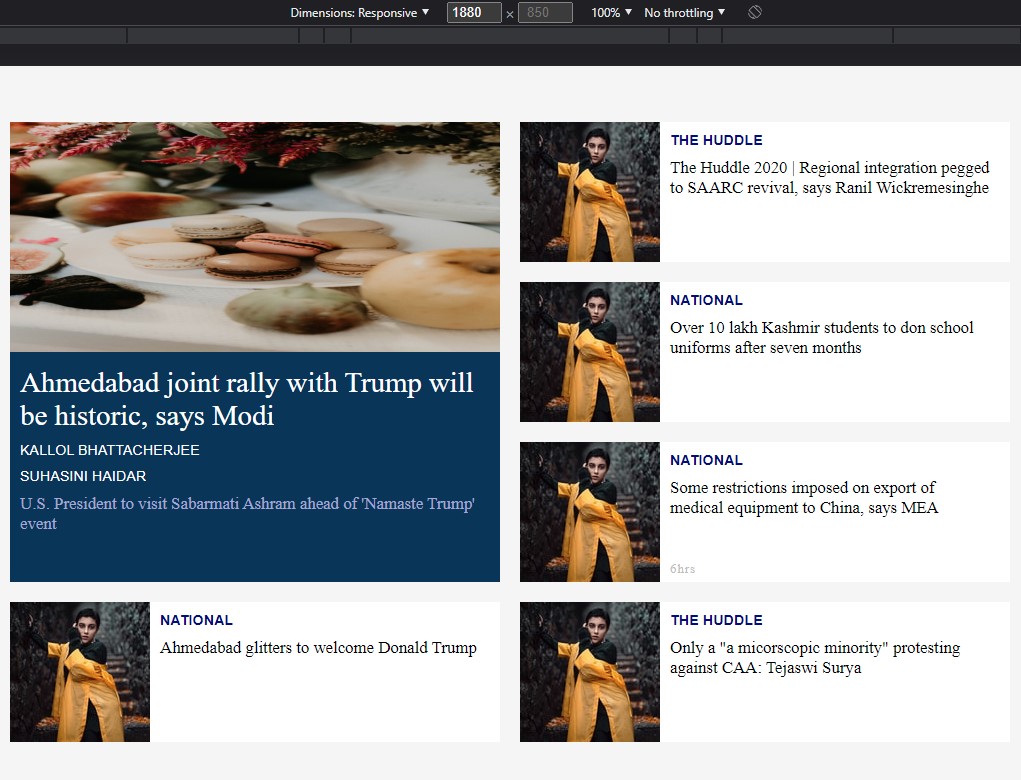 Dimensions: Responsive ▼ 1880 × 850 100% ▼ No throttling ▼
Ahmedabad joint rally with Trump will
be historic, says Modi
KALLOL BHATTACHERJEE
SUHASINI HAIDAR
U.S. President to visit Sabarmati Ashram ahead of 'Namaste Trump'
event
NATIONAL
Ahmedabad glitters to welcome Donald Trump
THE HUDDLE
The Huddle 2020 | Regional integration pegged
to SAARC revival, says Ranil Wickremesinghe
NATIONAL
Over 10 lakh Kashmir students to don school
uniforms after seven months
NATIONAL
Some restrictions imposed on export of
medical equipment to China, says MEA
6hrs
THE HUDDLE
Only a "a micorscopic minority" protesting
against CAA: Tejaswi Surya